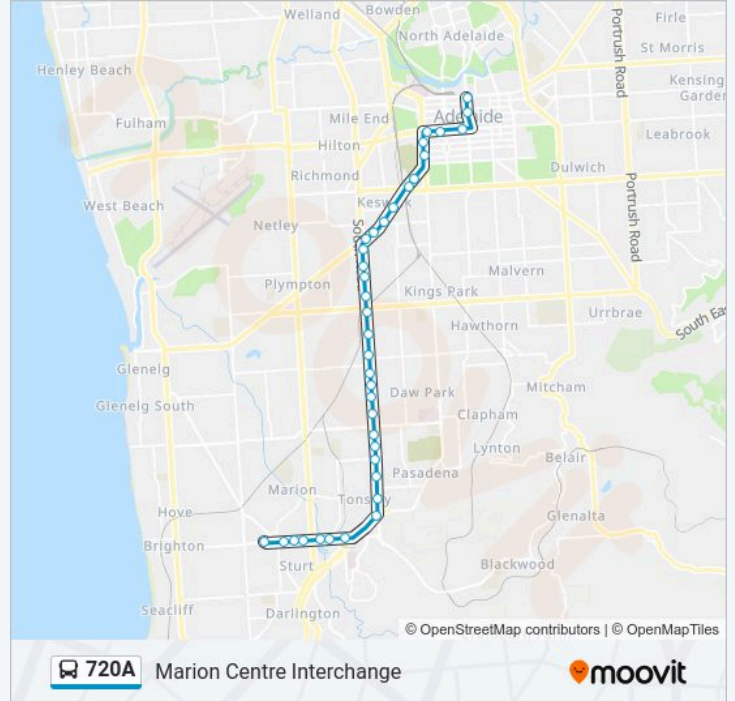 Welland
Bowden
Firle
North Adelaide
Portrush Road
St Morris
Henley Beach
Kensing
Garden
Mile End
Adelaide
Fulham
Leabrook
Hilton
Richmond
Dulwich
West Beach
Keswick
Portrush Road
Netley
Malvern
Plympton
Kings Park
Urrbrae
Hawthorn
South Ea
Glenelg
Mitcham
Glenelg South
Daw Park
Clapham
Lynton
Belair
Pasadena
Marion
Tonsley
Hove
Glenalta
Brighton
Sturt
Blackwood
Seacliff
Darlington
© OpenStreetMap contributors | © OpenMapTiles
720A Marion Centre Interchange
moovit